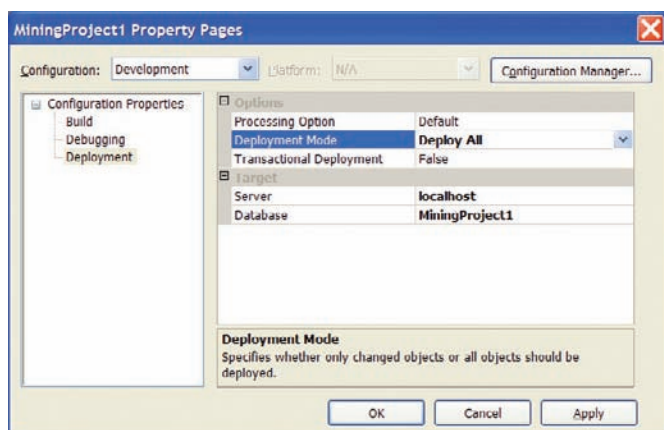 MiningProject1 Property Pages
Configuration: Development Platform: N/A Configuration Manager...
Configuration Properties
Build
Debugging
Deployment
Options
Processing Option Default
Deployment Mode Deploy All
Transactional Deployment False
Target
Server localhost
Database MiningProject1
Deployment Mode
Specifies whether only changed objects or all objects should be
deployed.
OK Cancel Apply